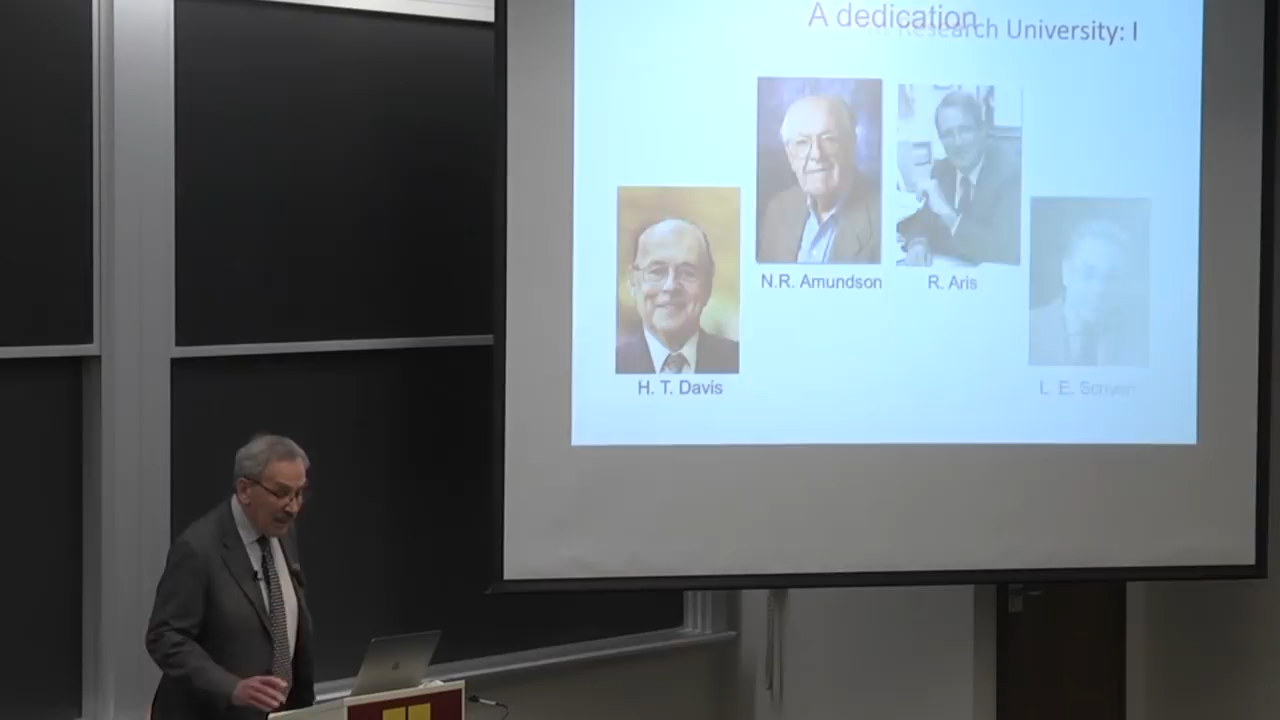 A dedication
Research University: I
N.R. Amundson
R. Aris
H. T. Davis
L. E. Scriven